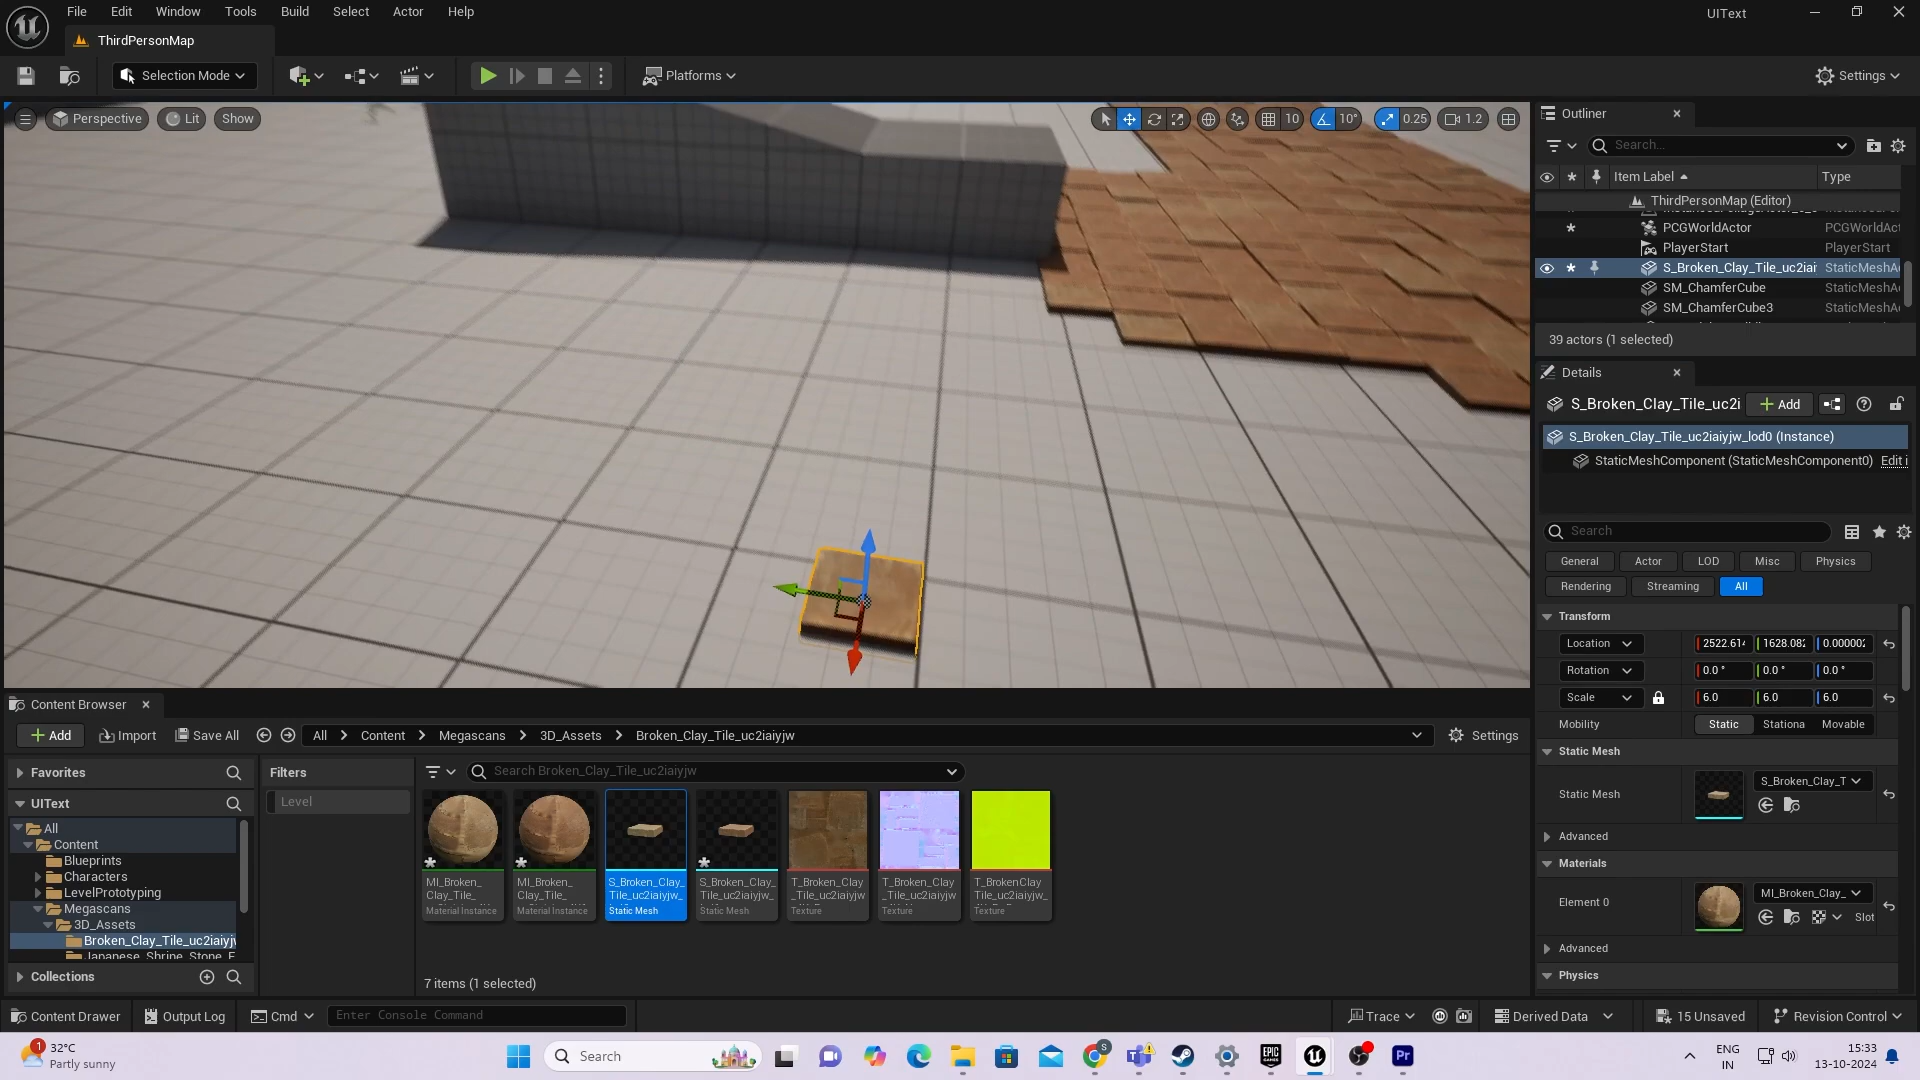 File Edit Window Tools Build Select Actor Help
UIText
ThirdPersonMap
Selection Mode
Platforms
Settings
Perspective Lit Show
10 10° 0.25 1.2
Outliner
Search...
Item Label Type
ThirdPersonMap (Editor)
PCGWorldActor PCGWorldAct
PlayerStart PlayerStart
S_Broken_Clay_Tile_uc2iai StaticMeshA
SM_ChamferCube StaticMeshA
SM_ChamferCube3 StaticMeshA
39 actors (1 selected)
Details
S_Broken_Clay_Tile_uc2i Add
S_Broken_Clay_Tile_uc2iaiyjw_lod0 (Instance)
StaticMeshComponent (StaticMeshComponent0) Edit i
Search
General Actor LOD Misc Physics
Rendering Streaming All
Transform
Location 2522.614 1628.082 0.000002
Rotation 0.0 ° 0.0 ° 0.0 °
Scale 6.0 6.0 6.0
Mobility Static Stationa Movable
Static Mesh
Static Mesh S_Broken_Clay_T
Advanced
Materials
Element 0 MI_Broken_Clay_
Slot
Advanced
Physics
Content Browser
Add Import Save All All Content Megascans 3D_Assets Broken_Clay_Tile_uc2iaiyjw Settings
Favorites
UIText
All
Content
Blueprints
Characters
LevelPrototyping
Megascans
3D_Assets
Broken_Clay_Tile_uc2iaiyjw
Japanese_Shrine_Stone_F
Collections
Filters
Level
Search Broken_Clay_Tile_uc2iaiyjw
MI_Broken_
Clay_Tile_
Material Instance
MI_Broken_
Clay_Tile_
Material Instance
S_Broken_Clay_
Tile_uc2iaiyjw_
Static Mesh
S_Broken_Clay_
Tile_uc2iaiyjw_
Static Mesh
T_Broken_Clay
_Tile_uc2iaiyjw
Texture
T_Broken_Clay
_Tile_uc2iaiyjw
Texture
T_BrokenClay
_Tile_uc2iaiyjw
Texture
7 items (1 selected)
Content Drawer Output Log Cmd Enter Console Command
Trace Derived Data 15 Unsaved Revision Control
1
32°C
Partly sunny
Search
S
EPIC
GAMES
Pr
ENG
IN
15:33
13-10-2024